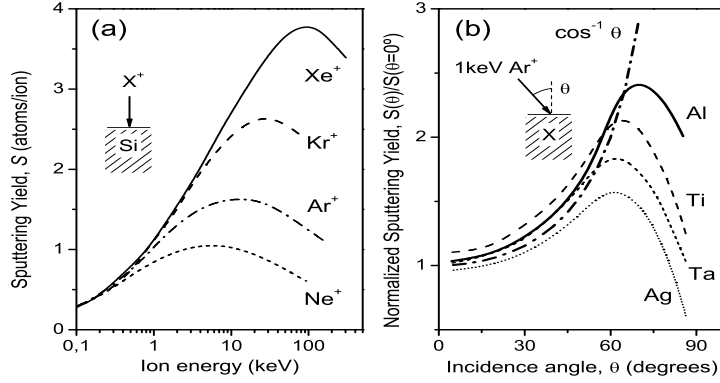 (a)
Sputtering Yield, S (atoms/ion)
4
3
2
1
0
X⁺
Si
Xe⁺
Kr⁺
Ar⁺
Ne⁺
0,1
1
10
100
Ion energy (keV)
(b)
Normalized Sputtering Yield, S(θ)/S(θ=0º)
3
2
1
cos⁻¹ θ
1keV Ar⁺
θ
X
Al
Ti
Ta
Ag
0
30
60
90
Incidence angle, θ (degrees)